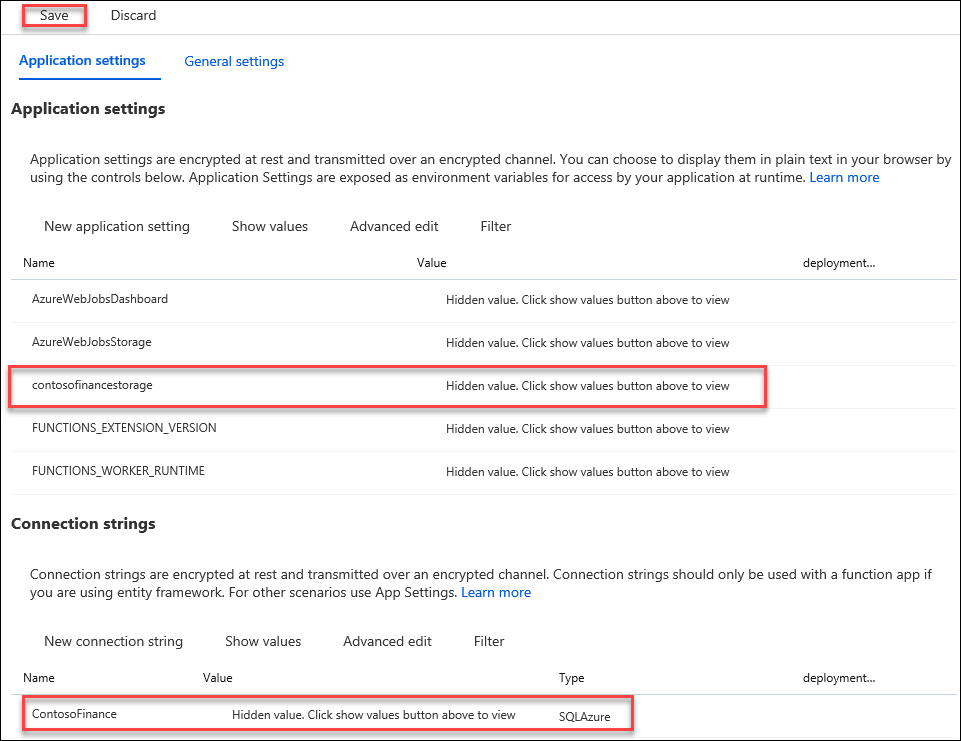 Save Discard
Application settings General settings
Application settings
Application settings are encrypted at rest and transmitted over an encrypted channel. You can choose to display them in plain text in your browser by
using the controls below. Application Settings are exposed as environment variables for access by your application at runtime. Learn more
New application setting Show values Advanced edit Filter
Name Value deployment...
AzureWebJobsDashboard Hidden value. Click show values button above to view
AzureWebJobsStorage Hidden value. Click show values button above to view
contosofinancestorage Hidden value. Click show values button above to view
FUNCTIONS_EXTENSION_VERSION Hidden value. Click show values button above to view
FUNCTIONS_WORKER_RUNTIME Hidden value. Click show values button above to view
Connection strings
Connection strings are encrypted at rest and transmitted over an encrypted channel. Connection strings should only be used with a function app if
you are using entity framework. For other scenarios use App Settings. Learn more
New connection string Show values Advanced edit Filter
Name Value Type deployment...
ContosoFinance Hidden value. Click show values button above to view SQLAzure